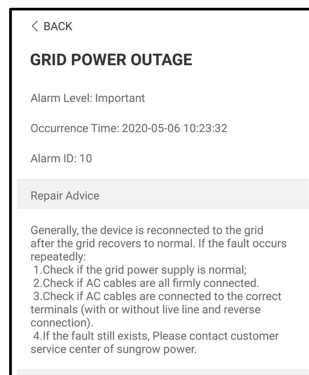 < BACK
GRID POWER OUTAGE
Alarm Level: Important
Occurrence Time: 2020-05-06 10:23:32
Alarm ID: 10
Repair Advice
Generally, the device is reconnected to the grid
after the grid recovers to normal. If the fault occurs
repeatedly:
1.Check if the grid power supply is normal;
2.Check if AC cables are all firmly connected.
3.Check if AC cables are connected to the correct
terminals (with or without live line and reverse
connection).
4.If the fault still exists, Please contact customer
service center of sungrow power.